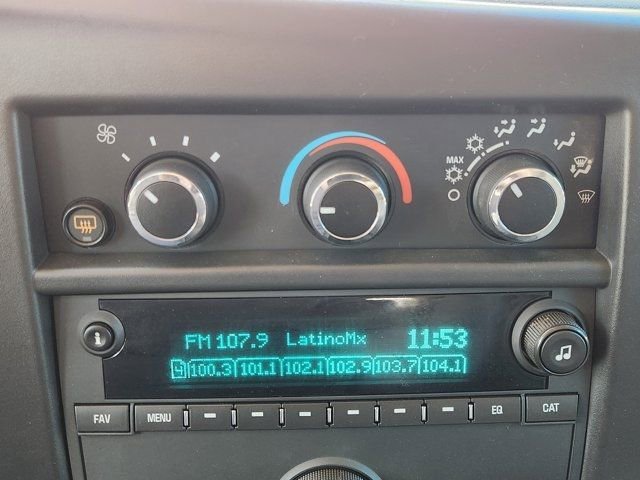 MAX
FM 107.9 LatinoMx 11:53
4 100.3 101.1 102.1 102.9 103.7 104.1
i
FAV MENU EQ CAT